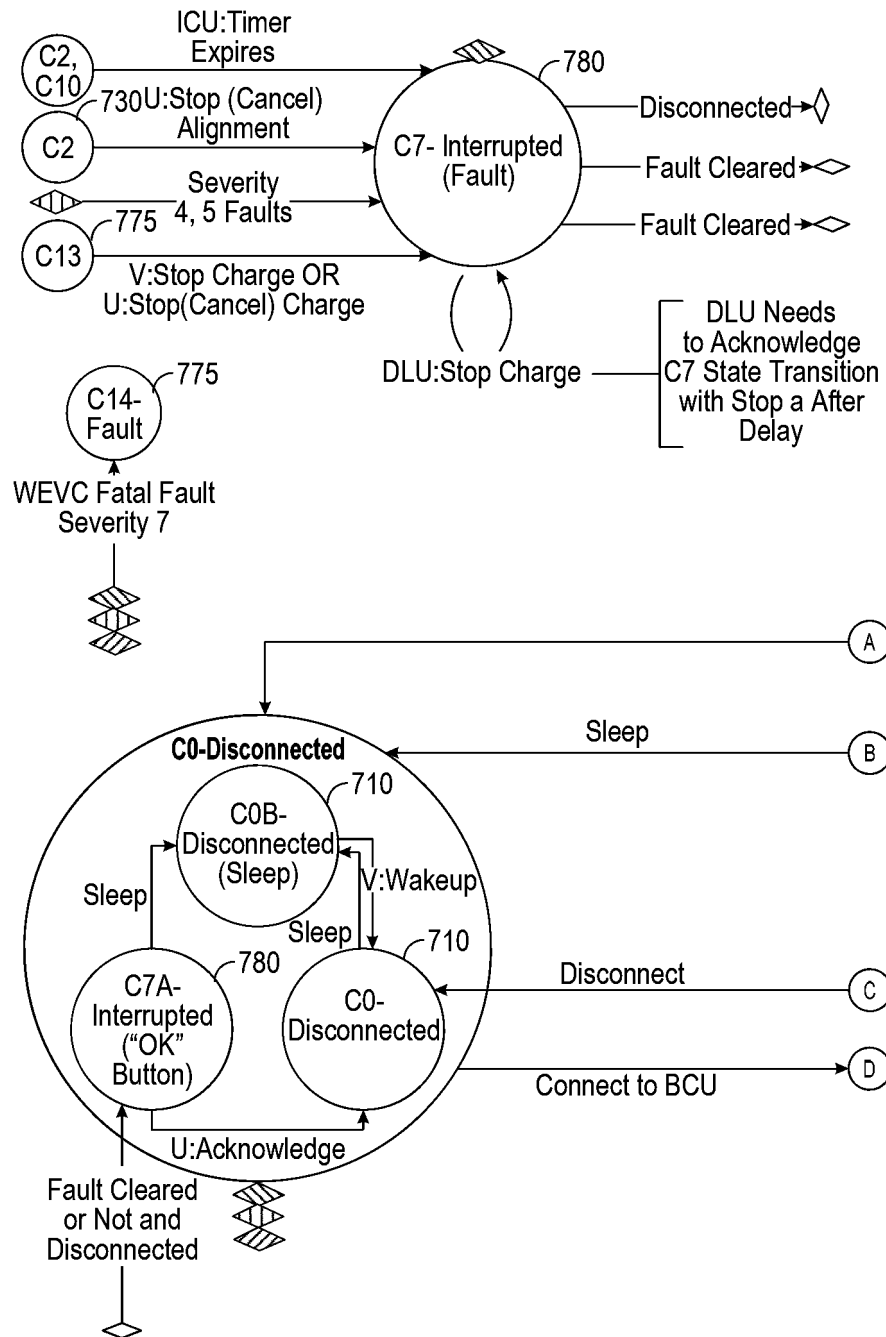 ICU:Timer
Expires
C2,
C10
780
730
U:Stop (Cancel)
Alignment
C2
C7- Interrupted
(Fault)
Disconnected
Fault Cleared
Fault Cleared
Severity
4, 5 Faults
775
C13
V:Stop Charge OR
U:Stop(Cancel) Charge
DLU:Stop Charge
DLU Needs
to Acknowledge
C7 State Transition
with Stop a After
Delay
775
C14-
Fault
WEVC Fatal Fault
Severity 7
A
Sleep
B
C0-Disconnected
710
C0B-
Disconnected
(Sleep)
Sleep
V:Wakeup
Sleep
710
780
C7A-
Interrupted
("OK"
Button)
C0-
Disconnected
Disconnect
C
Connect to BCU
D
U:Acknowledge
Fault Cleared
or Not and
Disconnected